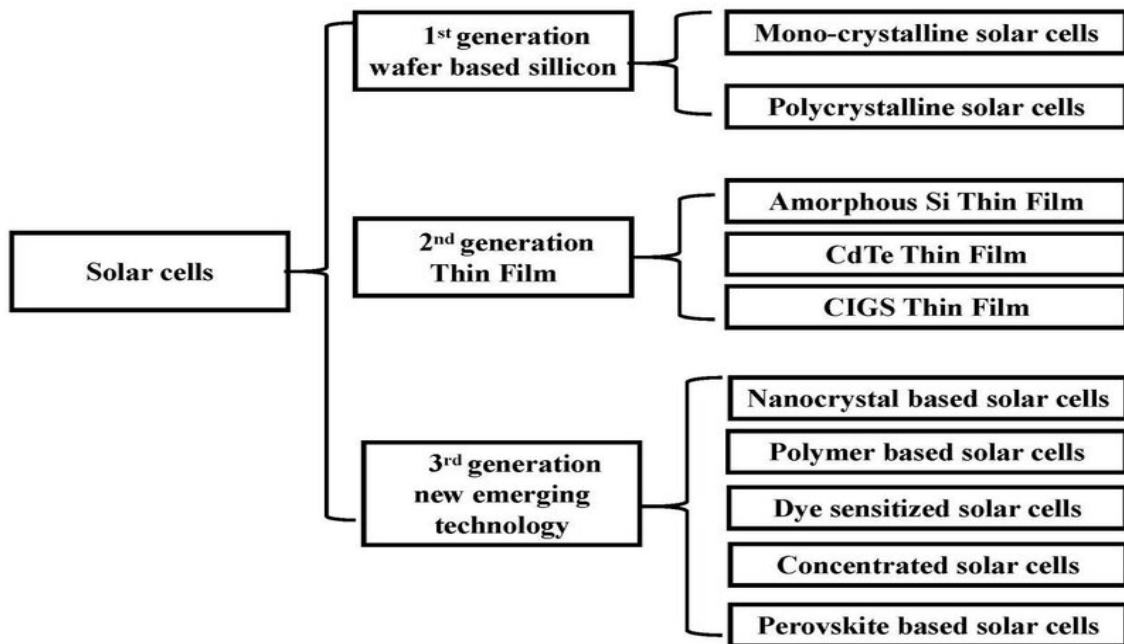 Solar cells
1st generation
wafer based sillicon
Mono-crystalline solar cells
Polycrystalline solar cells
2nd generation
Thin Film
Amorphous Si Thin Film
CdTe Thin Film
CIGS Thin Film
3rd generation
new emerging
technology
Nanocrystal based solar cells
Polymer based solar cells
Dye sensitized solar cells
Concentrated solar cells
Perovskite based solar cells